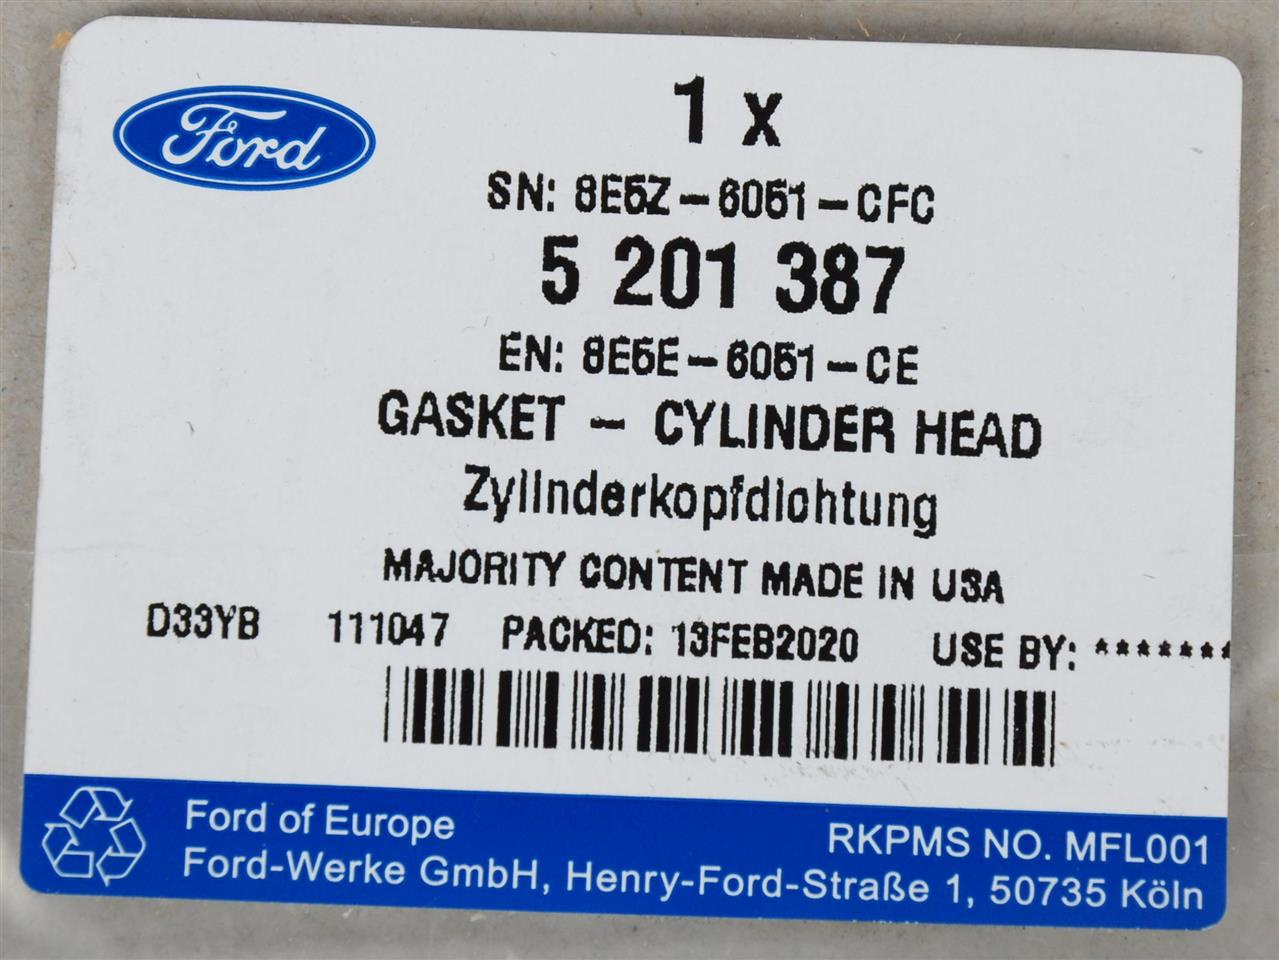 Ford
1 x
SN: 8E5Z-6051-CFC
5 201 387
EN: 8E5E-6051-CE
GASKET - CYLINDER HEAD
Zylinderkopfdichtung
MAJORITY CONTENT MADE IN USA
D33YB 111047 PACKED: 13FEB2020 USE BY: *******
Ford of Europe RKPMS NO. MFL001
Ford-Werke GmbH, Henry-Ford-Straße 1, 50735 Köln